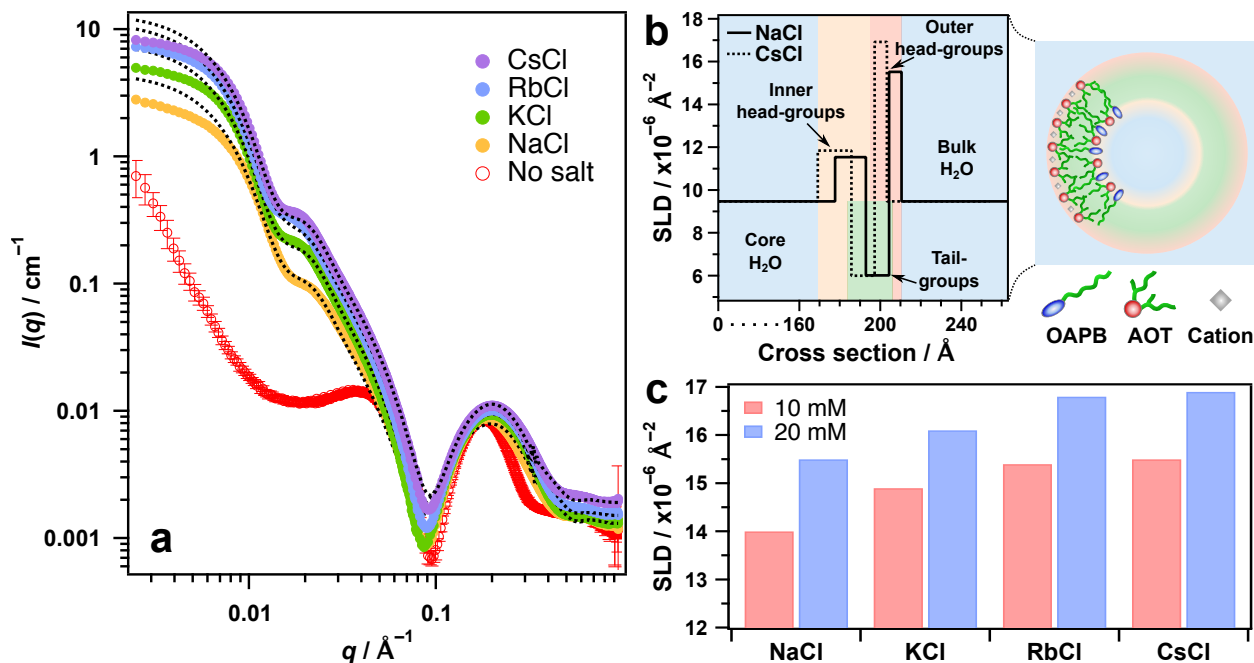 a
10
1
0.1
0.01
0.001
I(q) / cm⁻¹
0.01
0.1
q / Å⁻¹
CsCl
RbCl
KCl
NaCl
No salt
b
18
16
14
12
10
8
6
SLD / x10⁻⁶ Å⁻²
NaCl
CsCl
Outer
head-groups
Inner
head-groups
Bulk
H₂O
Core
H₂O
Tail-
groups
0
160
200
240
Cross section / Å
OAPB
AOT
Cation
c
17
16
15
14
13
12
SLD / x10⁻⁶ Å⁻²
10 mM
20 mM
NaCl
KCl
RbCl
CsCl